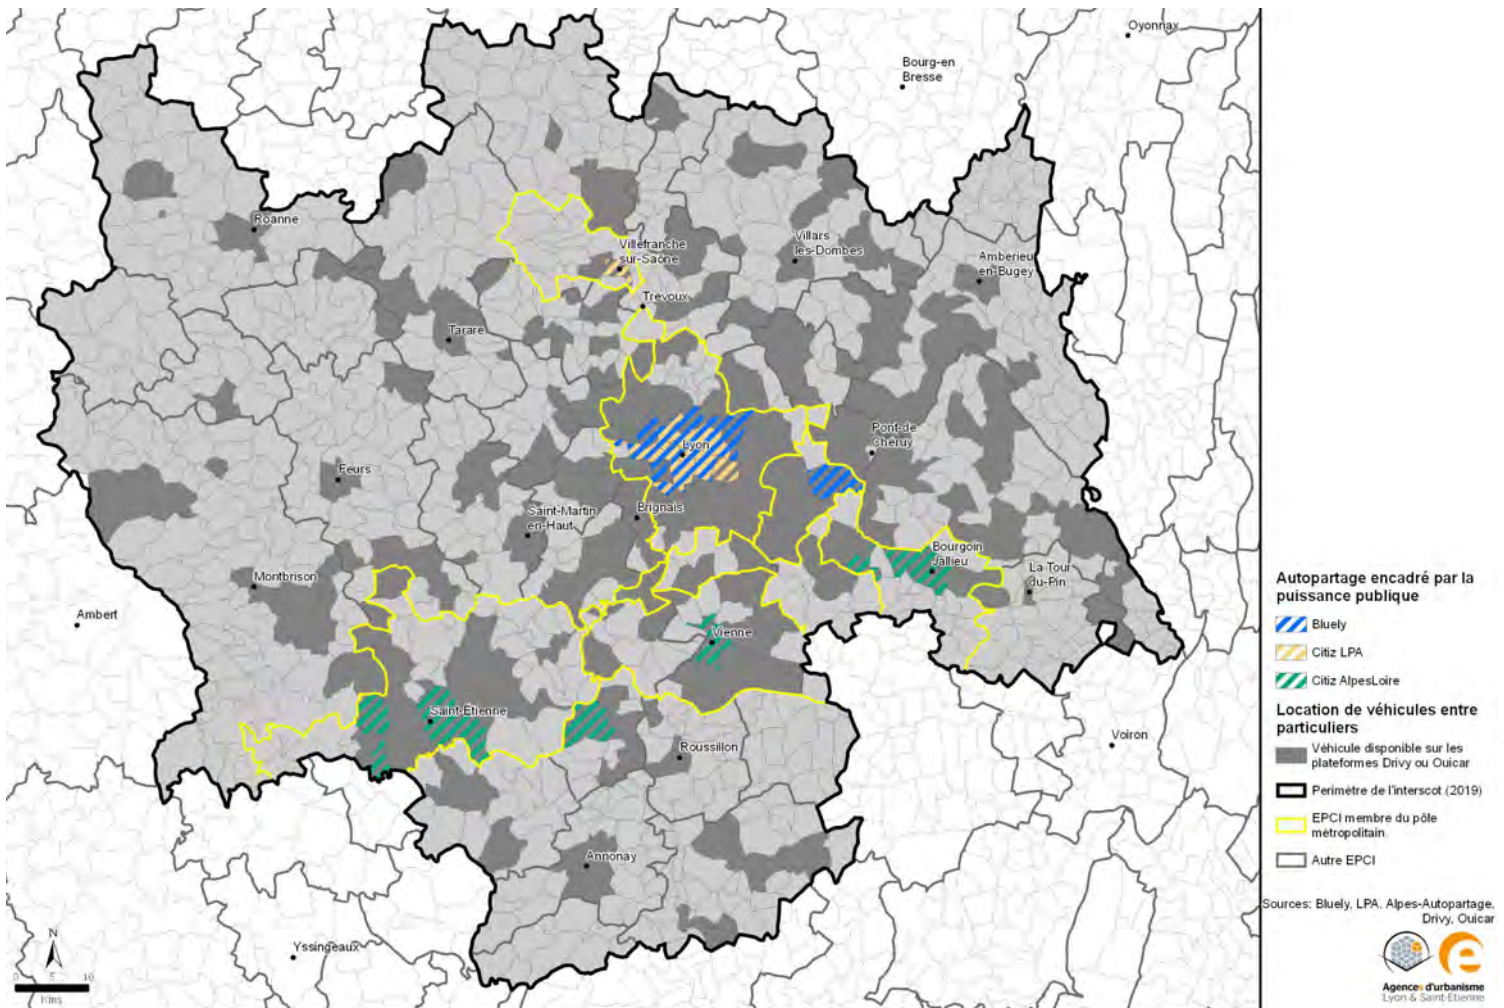 Oyonnax
Bourg-en
Bresse
Roanne
Villefranche
sur-Saône
Villars
les-Dombes
Ambérieu
en-Bugey
Trévoux
Tarare
Lyon
Pont-de
Chéruy
Feurs
Saint-Martin
en-Haut
Brignais
Bourgoin
Jallieu
La Tour
du-Pin
Montbrison
Ambert
Vienne
Saint-Etienne
Roussillon
Voiron
Annonay
Yssingeaux
N
0 5 10
Kms
Autopartage encadré par la
puissance publique
Bluely
Citiz LPA
Citiz AlpesLoire
Location de véhicules entre
particuliers
Véhicule disponible sur les
plateformes Drivy ou Ouicar
Perimètre de l'interscot (2019)
EPCI membre du pôle
métropolitain
Autre EPCI
Sources: Bluely, LPA, Alpes-Autopartage,
Drivy, Ouicar
Agences d'urbanisme
Lyon & Saint-Etienne